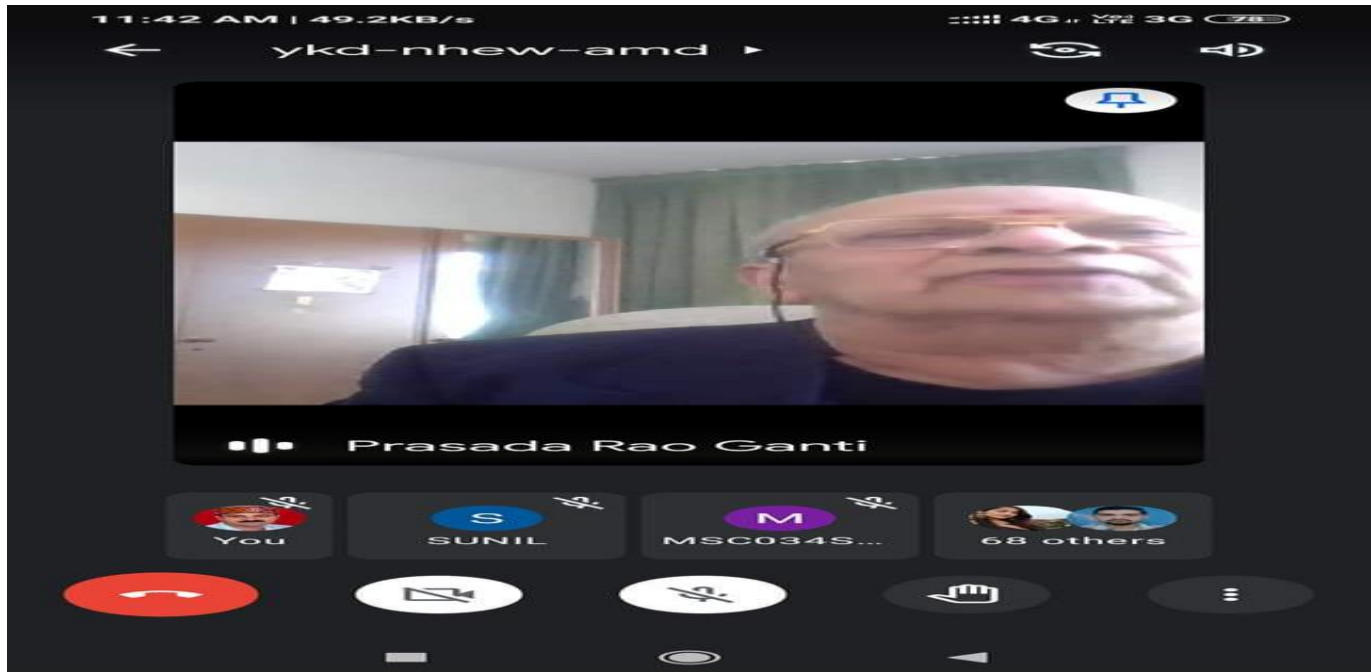 11:42 AM | 49.2KB/s 4G 3G 78
ykd-nhew-amd
Prasada Rao Ganti
S M
You SUNIL MSC034S... 68 others